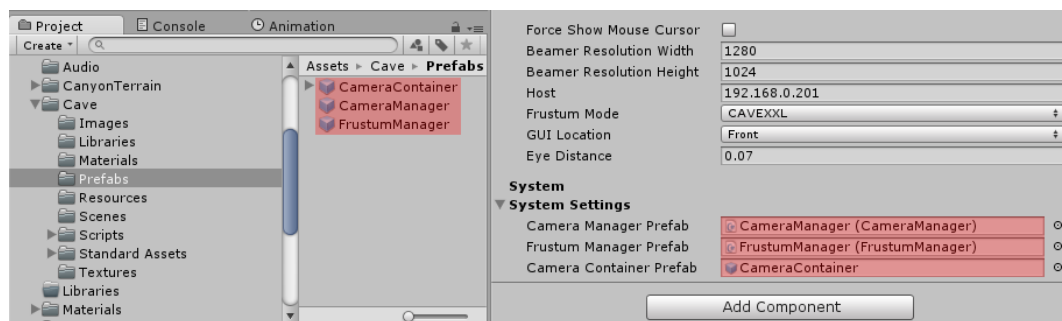 Project
Console
Animation
Create
Audio
CanyonTerrain
Cave
Images
Libraries
Materials
Prefabs
Resources
Scenes
Scripts
Standard Assets
Textures
Libraries
Materials
Assets ▸ Cave ▸ Prefabs
CameraContainer
CameraManager
FrustumManager
Force Show Mouse Cursor
Beamer Resolution Width 1280
Beamer Resolution Height 1024
Host 192.168.0.201
Frustum Mode CAVEXXL
GUI Location Front
Eye Distance 0.07
System
System Settings
Camera Manager Prefab CameraManager (CameraManager)
Frustum Manager Prefab FrustumManager (FrustumManager)
Camera Container Prefab CameraContainer
Add Component